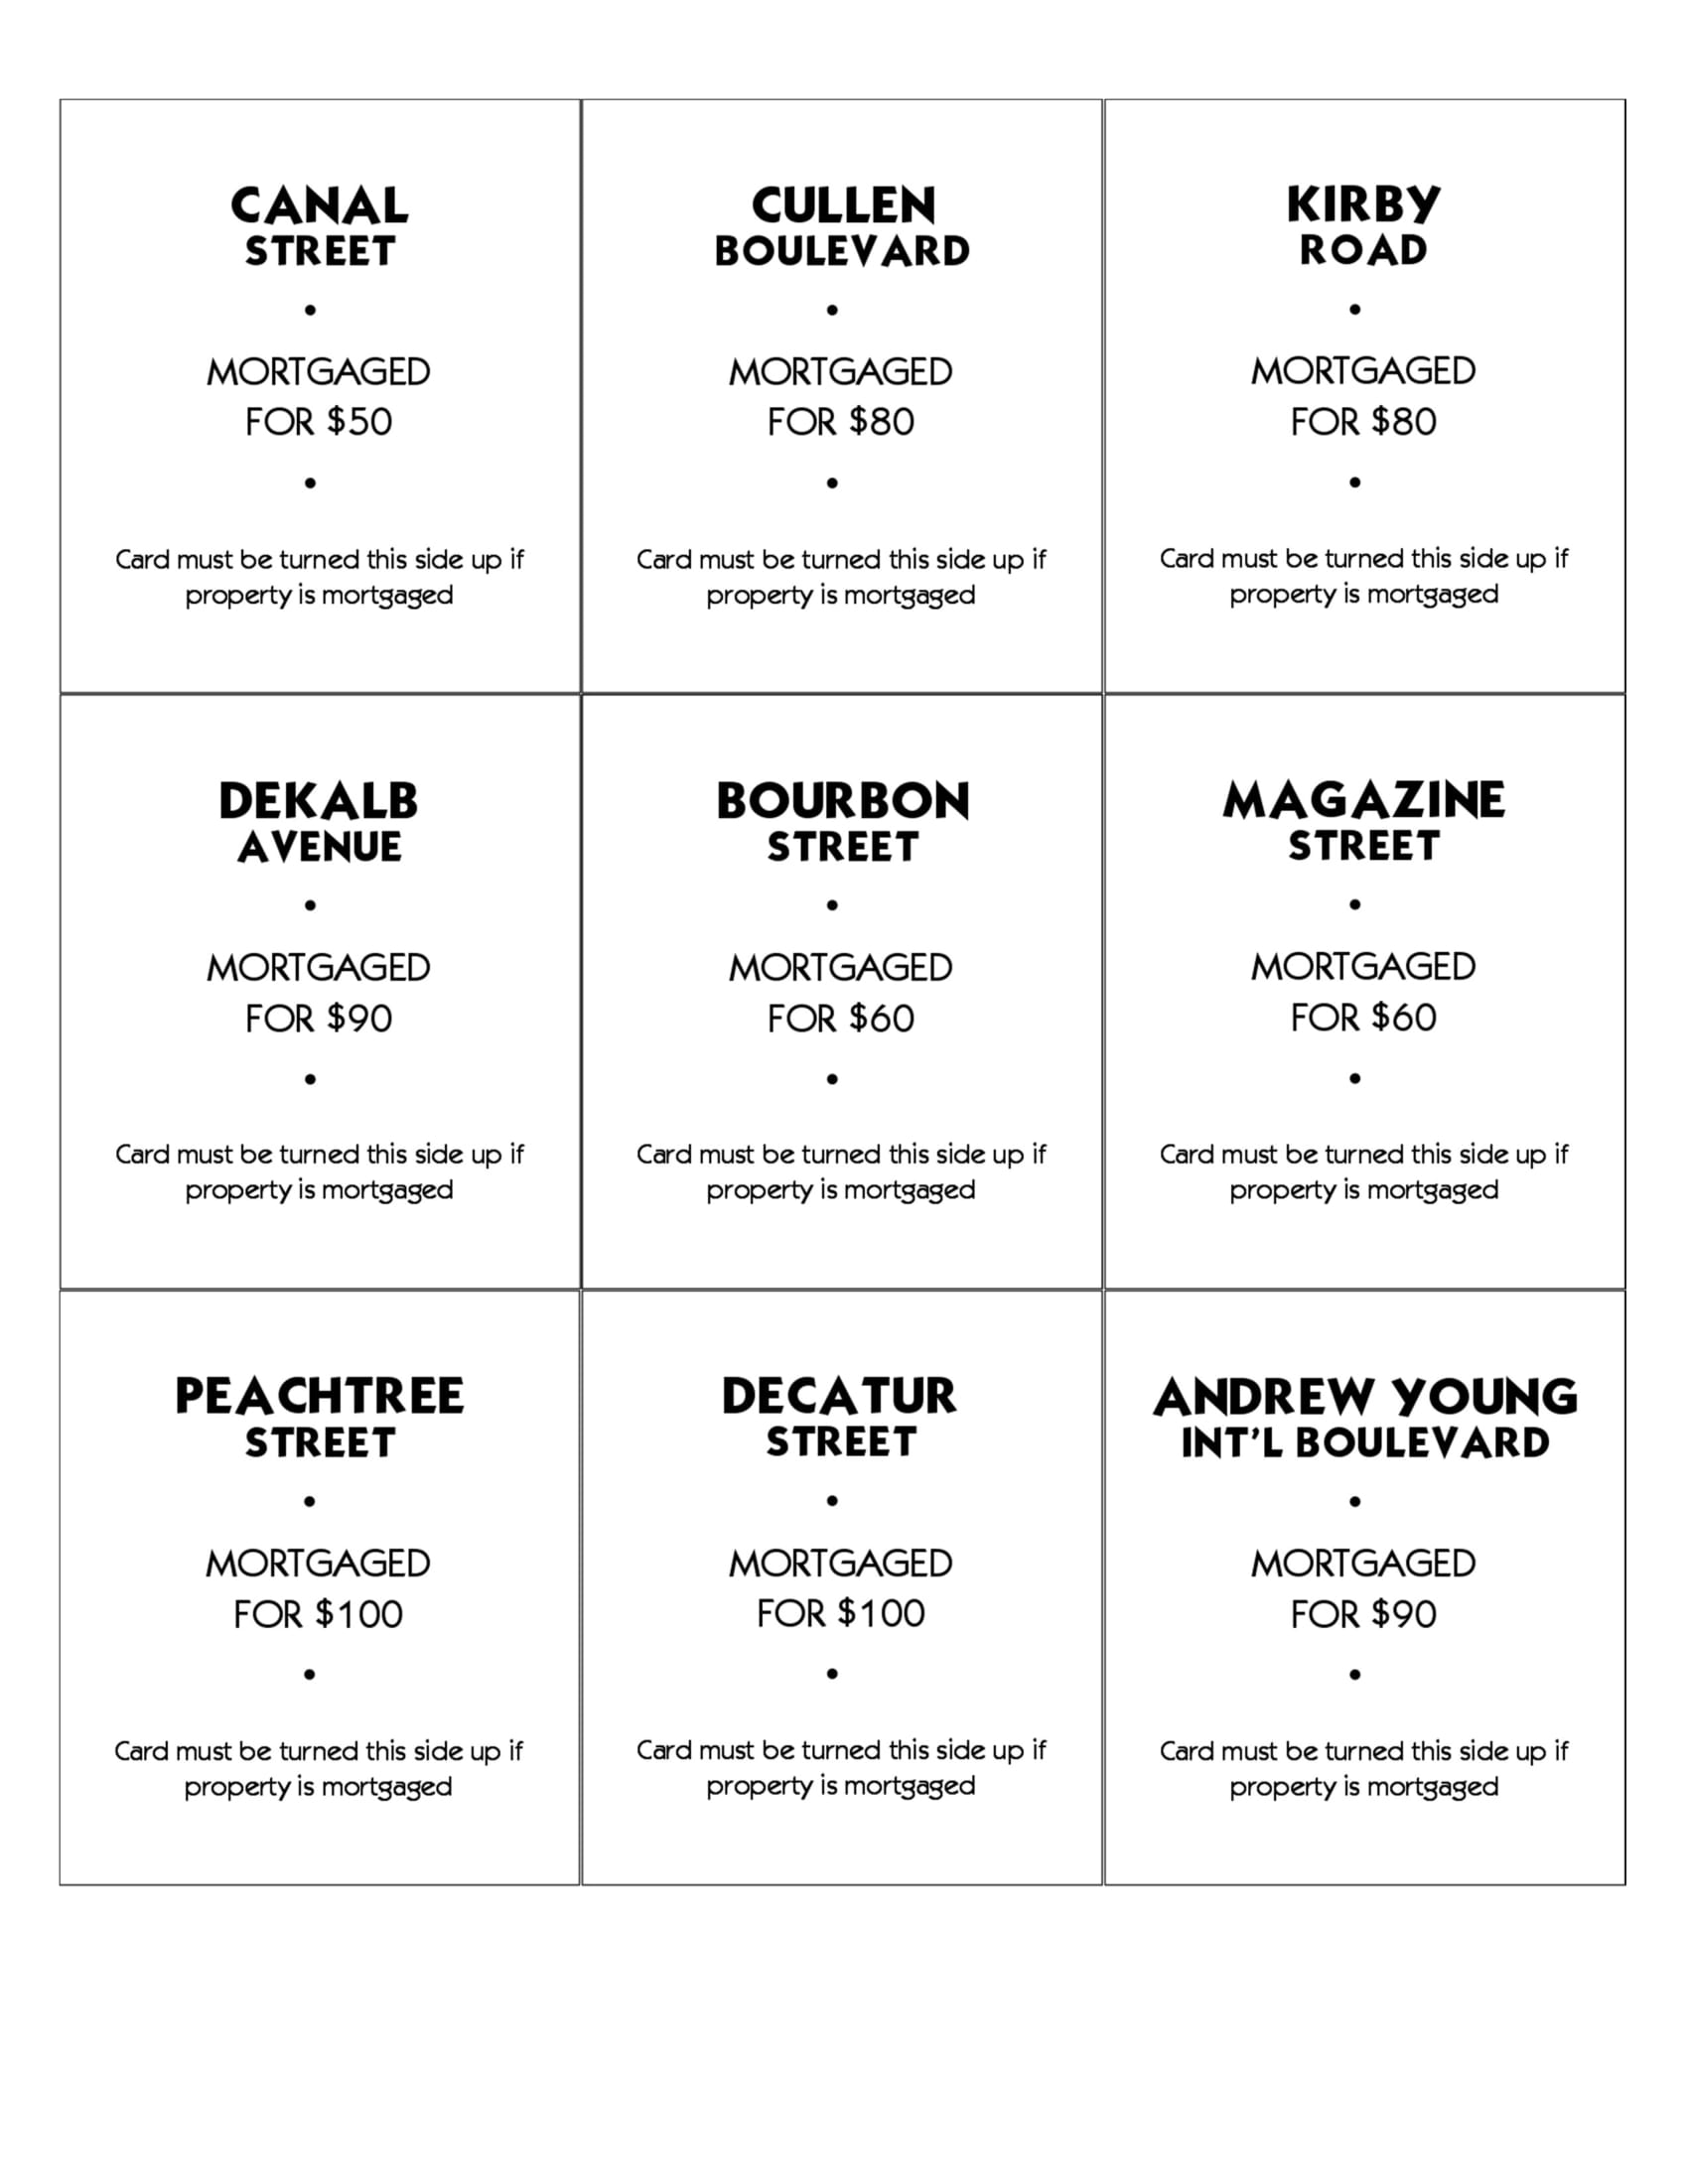 CANAL
STREET
•
MORTGAGED
FOR $50
•
Card must be turned this side up if
property is mortgaged
CULLEN
BOULEVARD
•
MORTGAGED
FOR $80
•
Card must be turned this side up if
property is mortgaged
KIRBY
ROAD
•
MORTGAGED
FOR $80
•
Card must be turned this side up if
property is mortgaged
DEKALB
AVENUE
•
MORTGAGED
FOR $90
•
Card must be turned this side up if
property is mortgaged
BOURBON
STREET
•
MORTGAGED
FOR $60
•
Card must be turned this side up if
property is mortgaged
MAGAZINE
STREET
•
MORTGAGED
FOR $60
•
Card must be turned this side up if
property is mortgaged
PEACHTREE
STREET
•
MORTGAGED
FOR $100
•
Card must be turned this side up if
property is mortgaged
DECATUR
STREET
•
MORTGAGED
FOR $100
•
Card must be turned this side up if
property is mortgaged
ANDREW YOUNG
INT'L BOULEVARD
•
MORTGAGED
FOR $90
•
Card must be turned this side up if
property is mortgaged